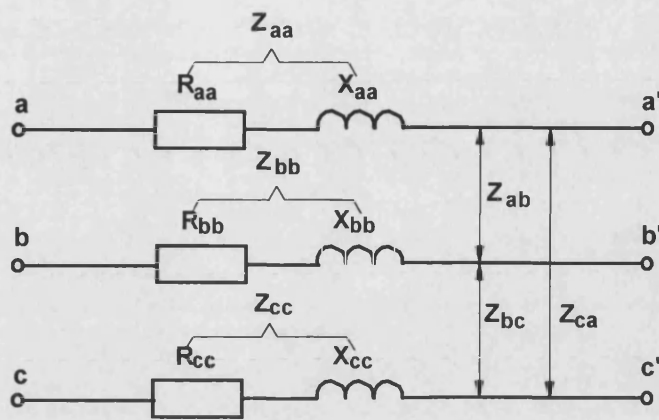 Zaa
Raa Xaa
a a'
Zbb
Zab
Rbb Xbb
b b'
Zcc
Zbc Zca
Rcc Xcc
c c'